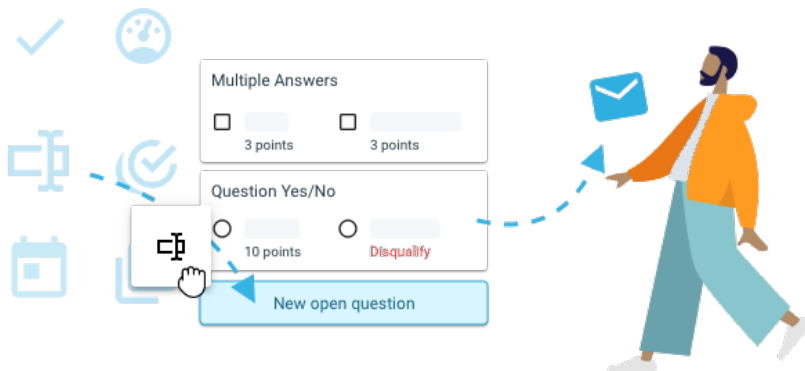 Multiple Answers
3 points 3 points
Question Yes/No
10 points Disqualify
New open question